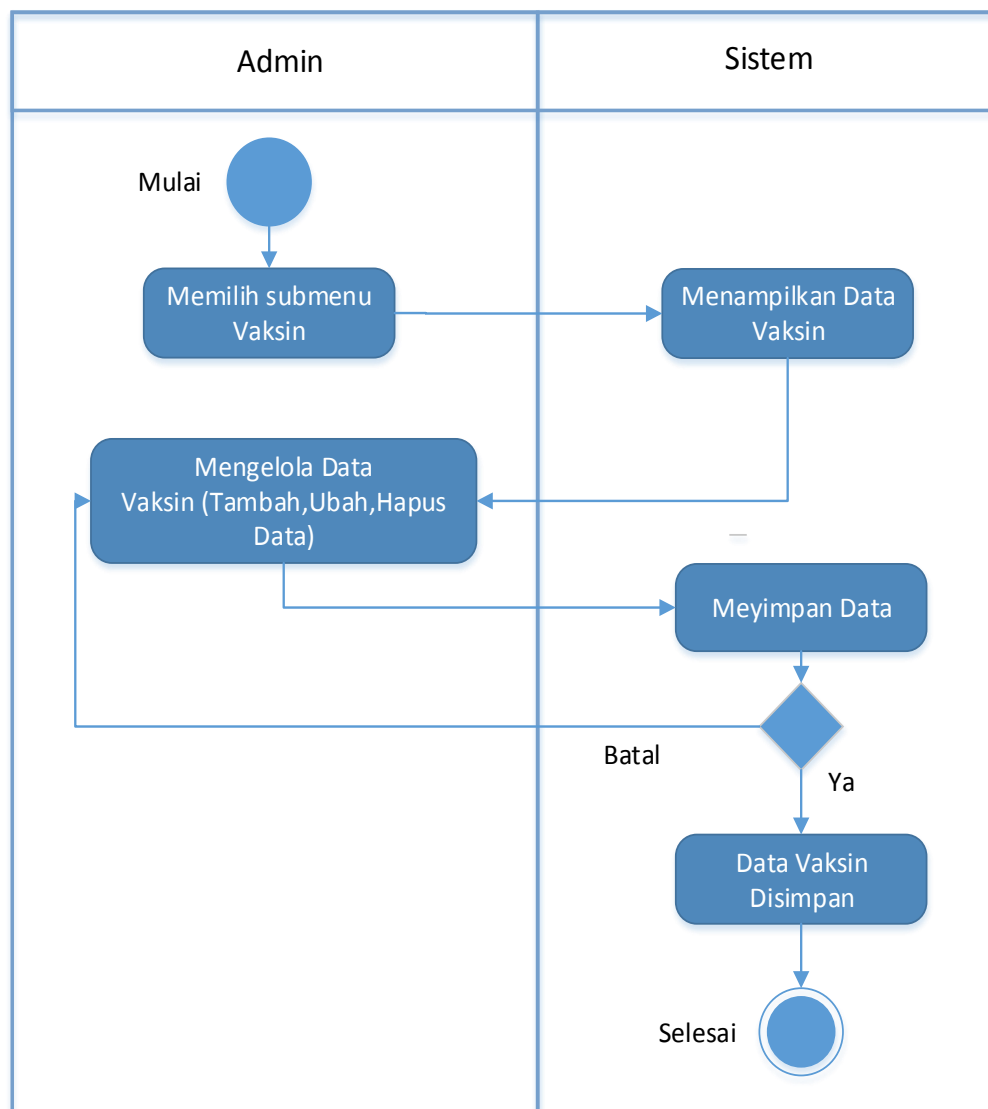 Admin
Sistem
Mulai
Memilih submenu
Vaksin
Menampilkan Data
Vaksin
Mengelola Data
Vaksin (Tambah,Ubah,Hapus
Data)
Meyimpan Data
Batal
Ya
Data Vaksin
Disimpan
Selesai